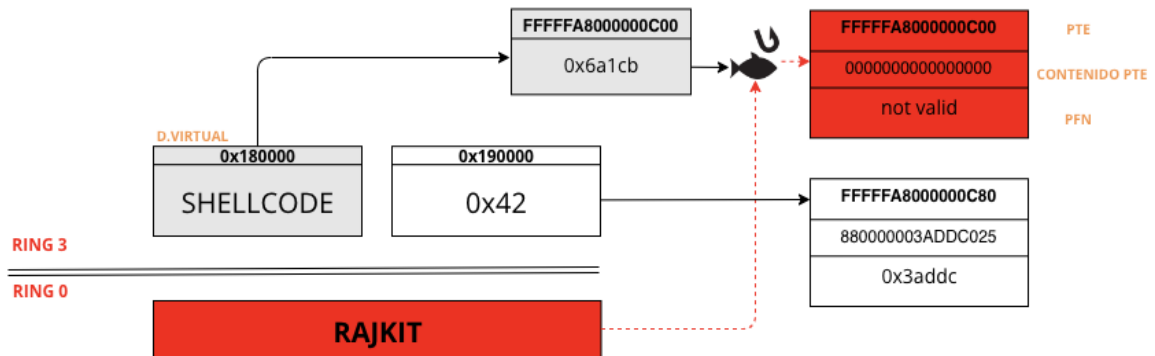 FFFFFA8000000C00
0x6a1cb
FFFFFA8000000C00
PTE
0000000000000000
CONTENIDO PTE
not valid
PFN
D.VIRTUAL
0x180000
SHELLCODE
0x190000
0x42
FFFFFA8000000C80
880000003ADDC025
0x3addc
RING 3
RING 0
RAJKIT